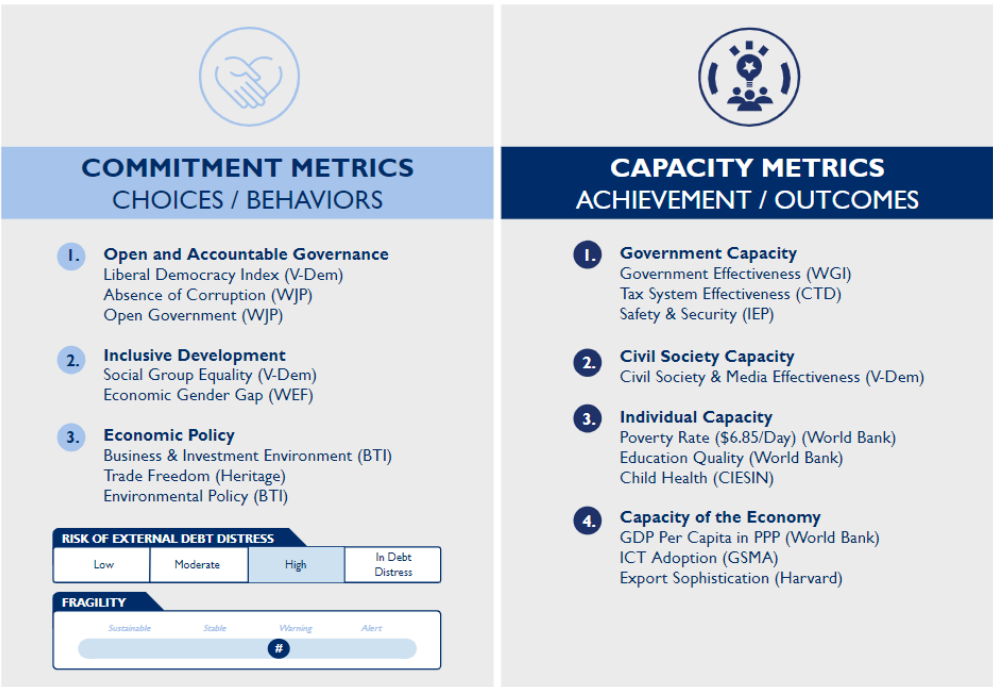 COMMITMENT METRICS
CHOICES / BEHAVIORS
1.
Open and Accountable Governance
Liberal Democracy Index (V-Dem)
Absence of Corruption (WJP)
Open Government (WJP)
2.
Inclusive Development
Social Group Equality (V-Dem)
Economic Gender Gap (WEF)
3.
Economic Policy
Business & Investment Environment (BTI)
Trade Freedom (Heritage)
Environmental Policy (BTI)
RISK OF EXTERNAL DEBT DISTRESS
Low
Moderate
High
In Debt
Distress
FRAGILITY
Sustainable
Stable
Warning
Alert
#
CAPACITY METRICS
ACHIEVEMENT / OUTCOMES
1.
Government Capacity
Government Effectiveness (WGI)
Tax System Effectiveness (CTD)
Safety & Security (IEP)
2.
Civil Society Capacity
Civil Society & Media Effectiveness (V-Dem)
3.
Individual Capacity
Poverty Rate ($6.85/Day) (World Bank)
Education Quality (World Bank)
Child Health (CIESIN)
4.
Capacity of the Economy
GDP Per Capita in PPP (World Bank)
ICT Adoption (GSMA)
Export Sophistication (Harvard)